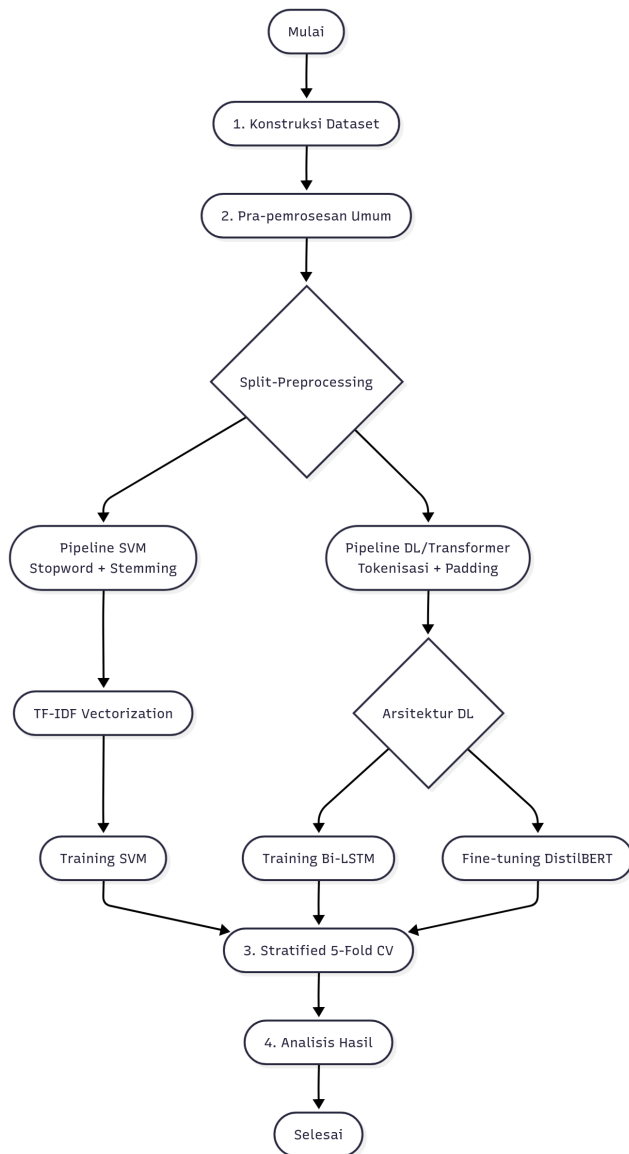 Mulai
1. Konstruksi Dataset
2. Pra-pemrosesan Umum
Split-Preprocessing
Pipeline SVM
Stopword + Stemming
Pipeline DL/Transformer
Tokenisasi + Padding
TF-IDF Vectorization
Arsitektur DL
Training SVM
Training Bi-LSTM
Fine-tuning DistilBERT
3. Stratified 5-Fold CV
4. Analisis Hasil
Selesai